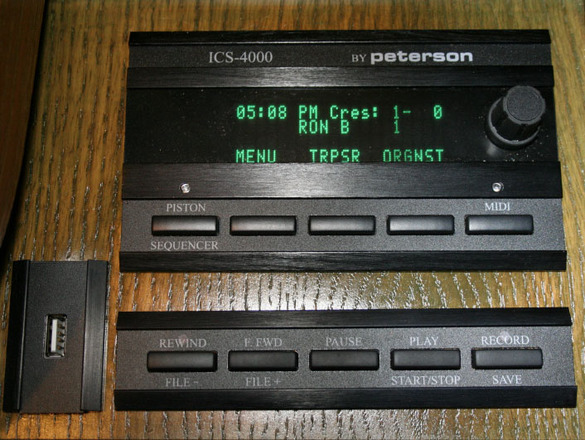 ICS-4000 BY peterson
05:08 PM Cres: 1- 0
RON B 1
MENU TRPSR ORGNST
PISTON MIDI
SEQUENCER
REWIND F. FWD PAUSE PLAY RECORD
FILE - FILE + START/STOP SAVE